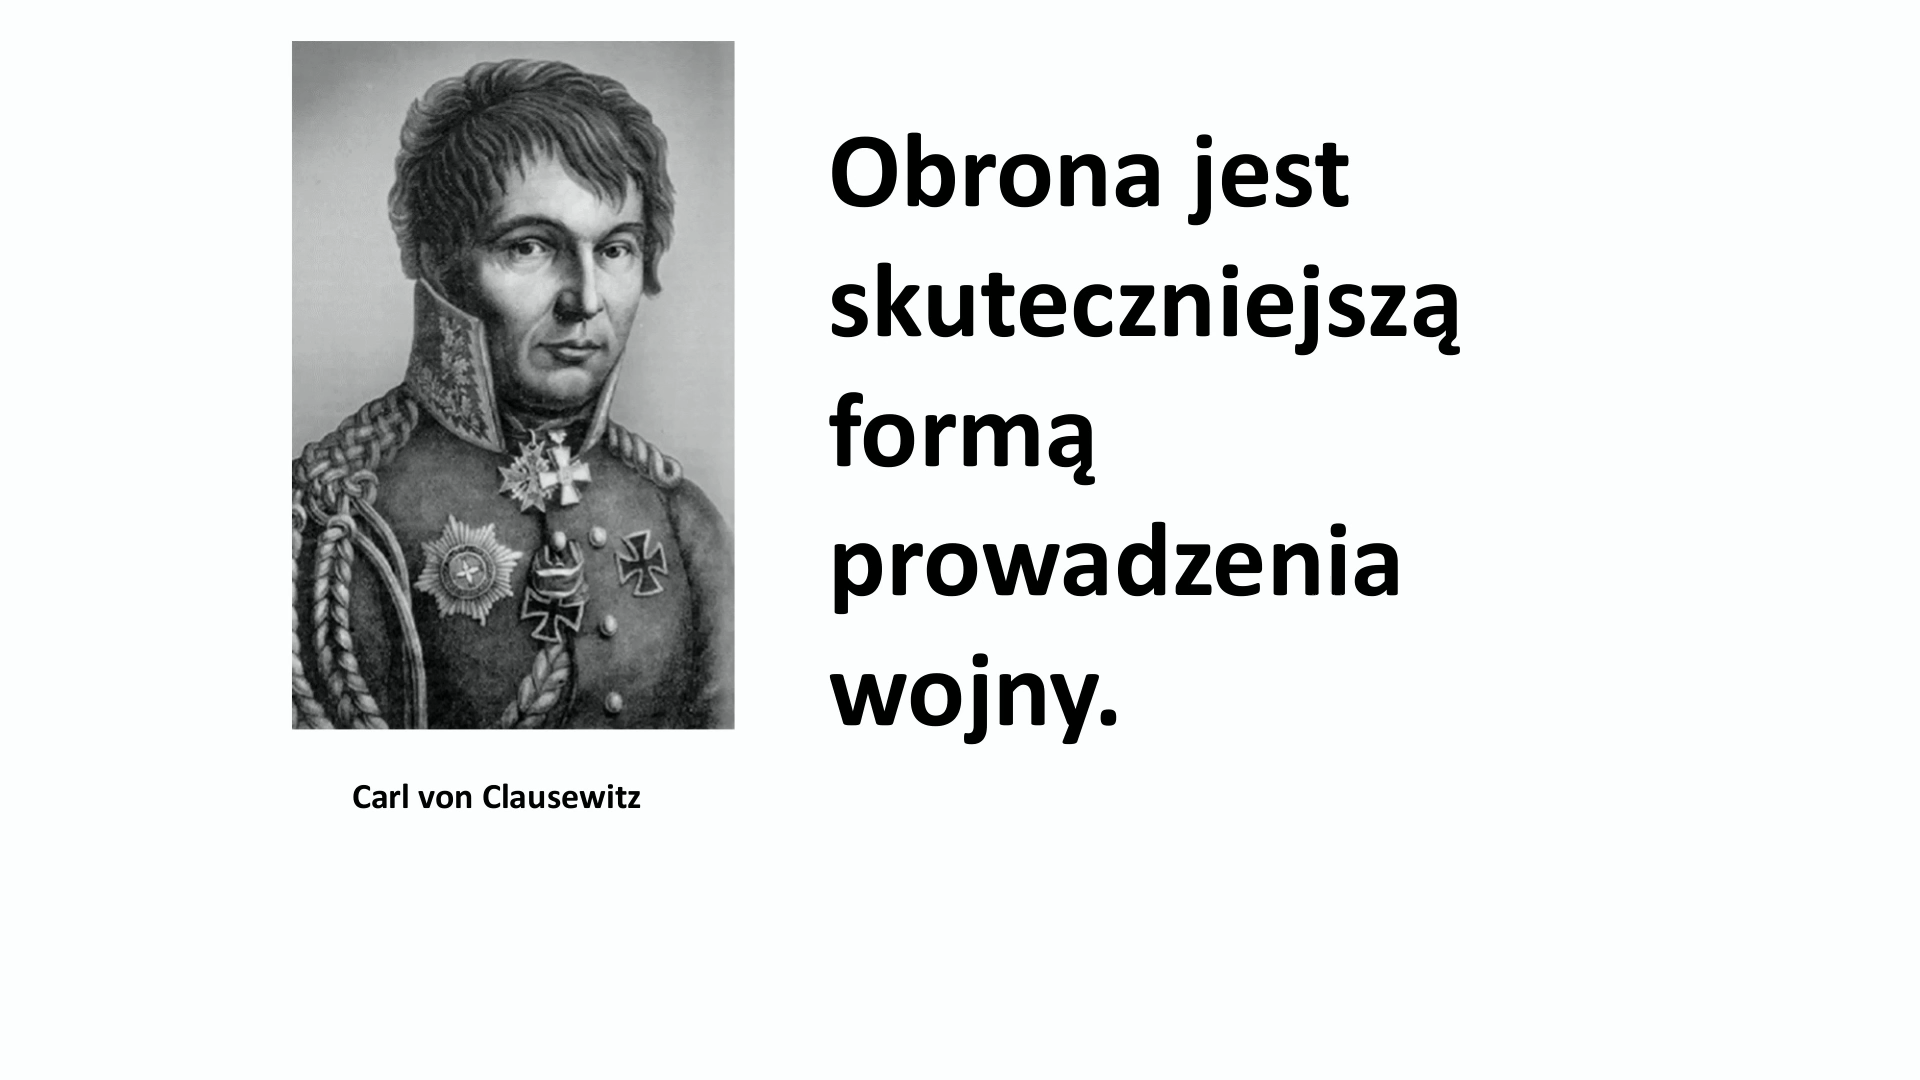 Obrona jest
skuteczniejszą
formą
prowadzenia
wojny.
Carl von Clausewitz